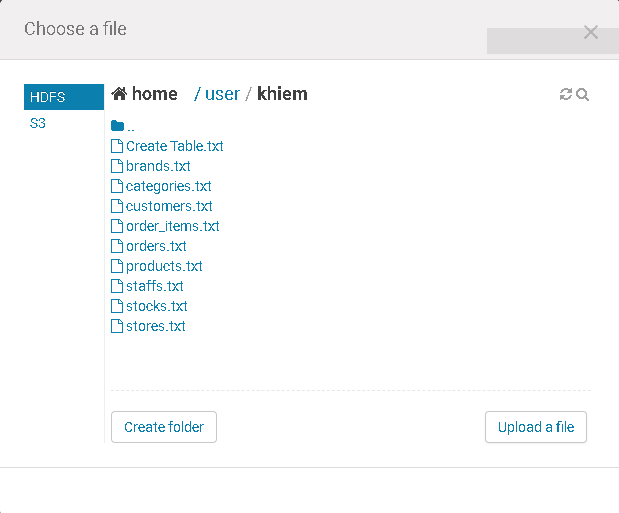 Choose a file
HDFS
S3
home / user / khiem
..
Create Table.txt
brands.txt
categories.txt
customers.txt
order_items.txt
orders.txt
products.txt
staffs.txt
stocks.txt
stores.txt
Create folder
Upload a file